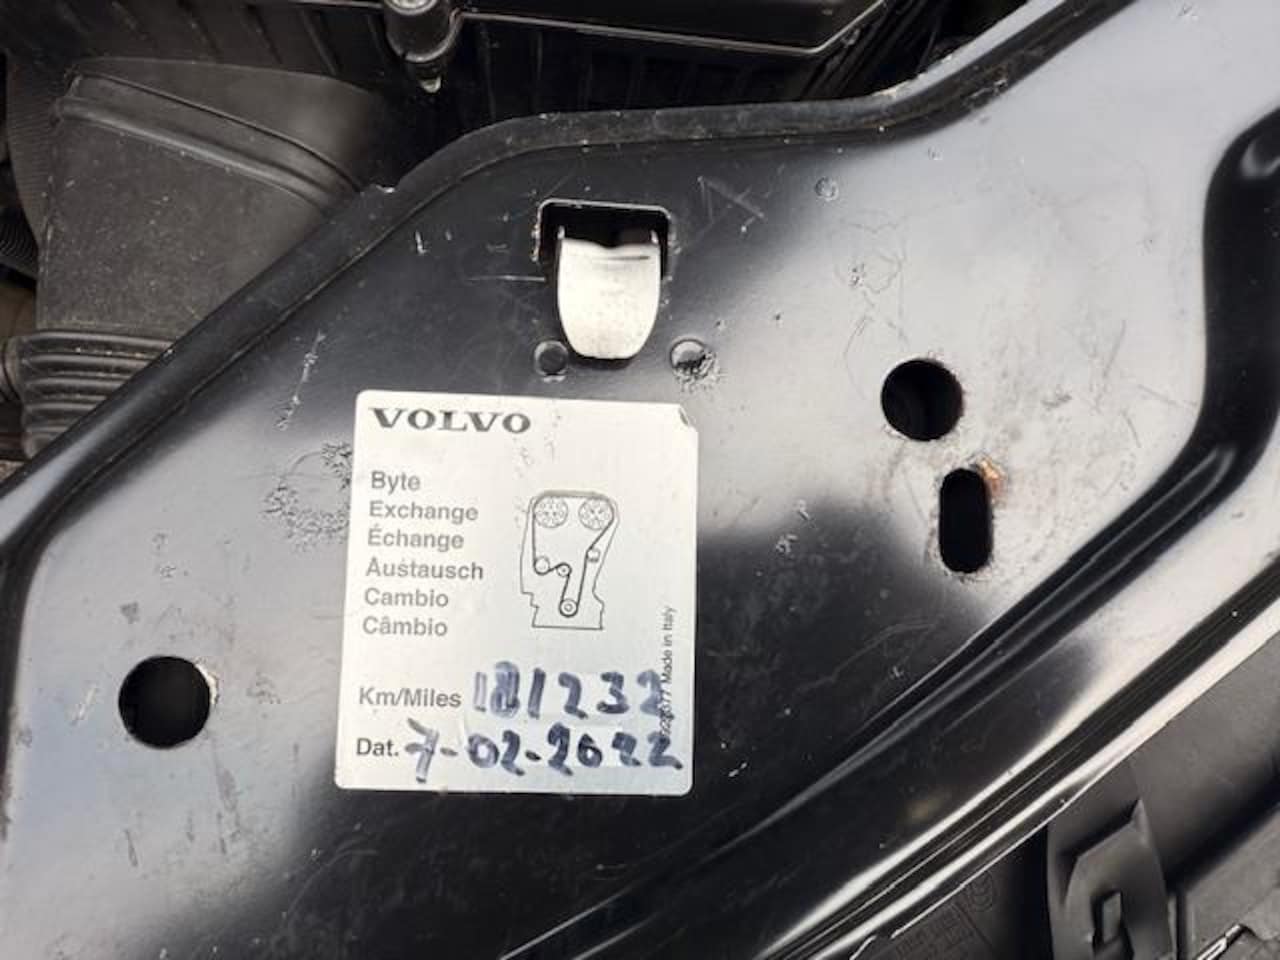 VOLVO
Byte
Exchange
Échange
Austausch
Cambio
Câmbio
Km/Miles 181232
Dat. 7-02-2022
Made in Italy